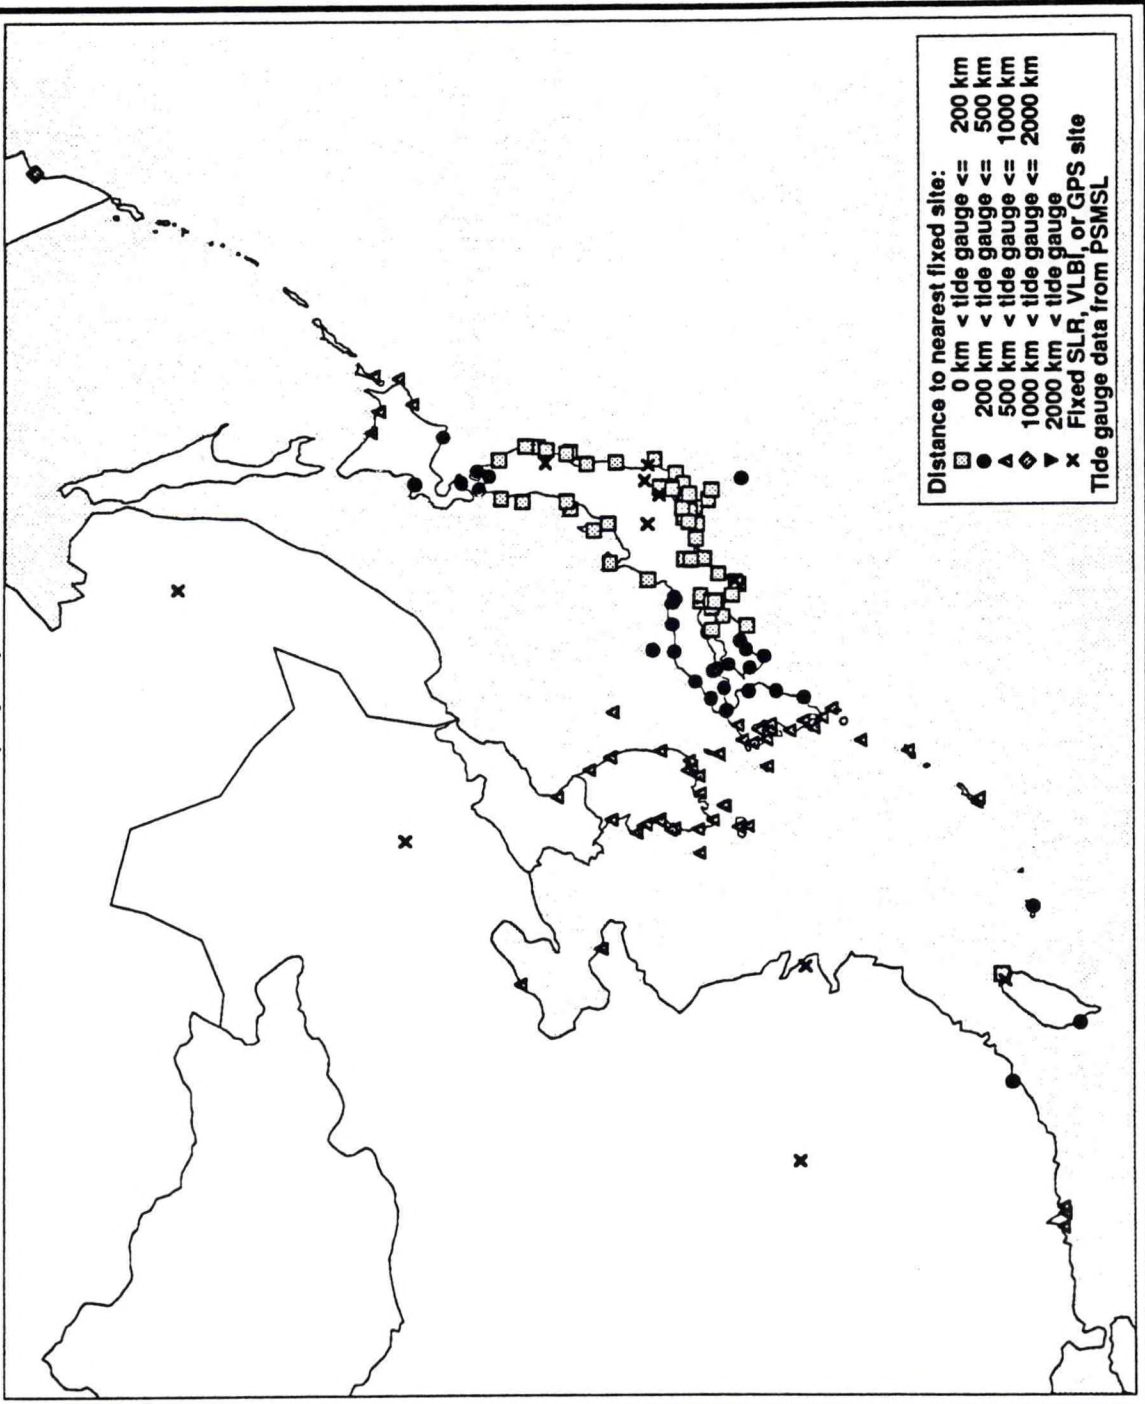 Distance to nearest fixed site:
0 km < tide gauge <= 200 km
200 km < tide gauge <= 500 km
500 km < tide gauge <= 1000 km
1000 km < tide gauge <= 2000 km
2000 km < tide gauge
Fixed SLR, VLBI, or GPS site
Tide gauge data from PSMSL